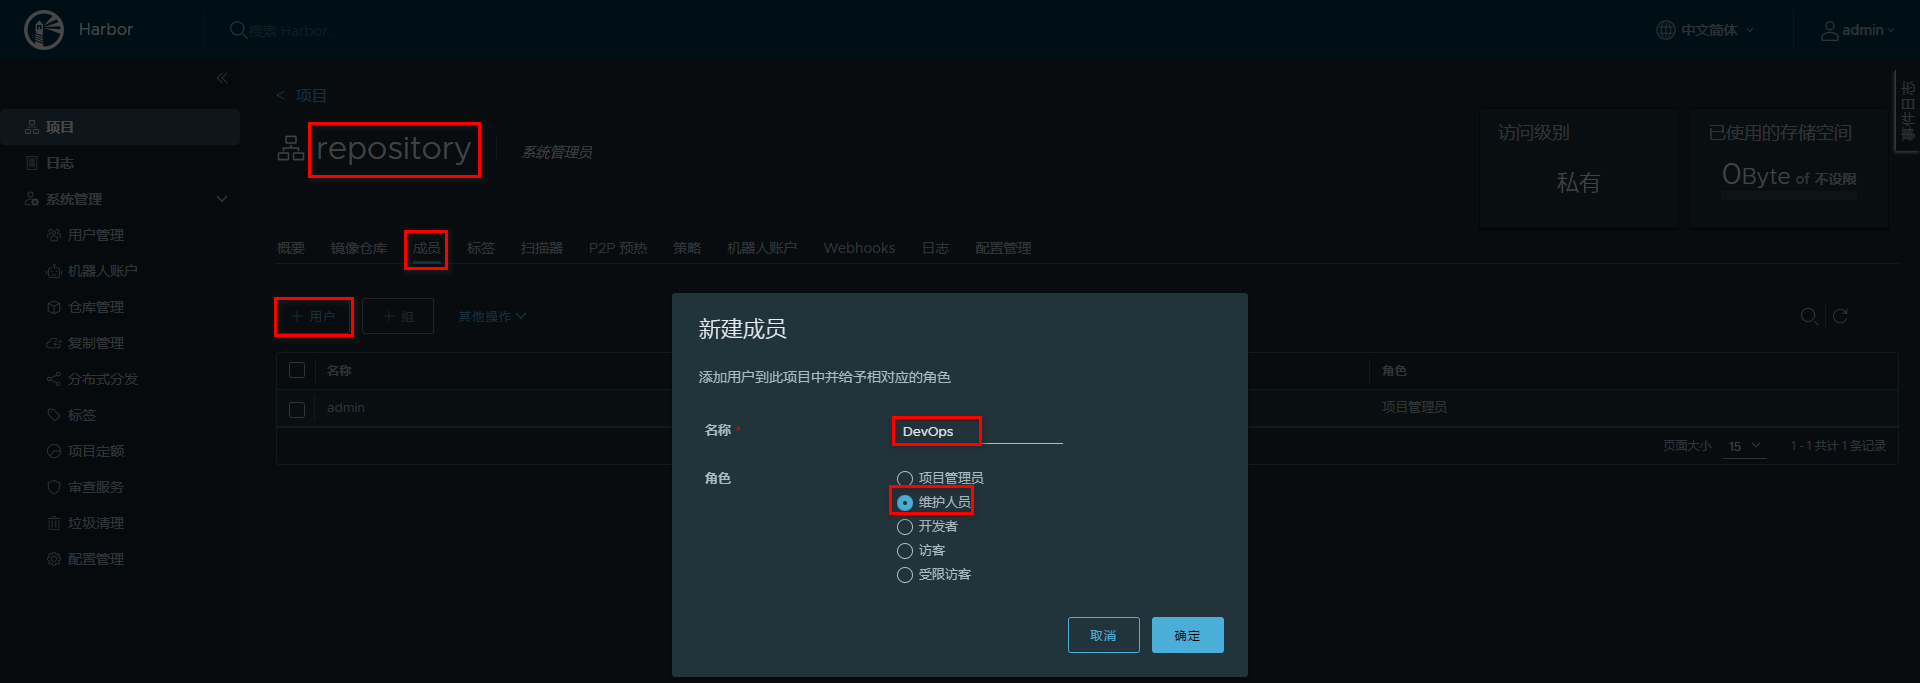 Harbor
搜索 Harbor...
中文简体
admin
项目
日志
系统管理
用户管理
机器人账户
仓库管理
复制管理
分布式分发
标签
项目定额
审查服务
垃圾清理
配置管理
< 项目
repository
系统管理员
访问级别
私有
已使用的存储空间
0Byte of 不设限
事件日志
概要 镜像仓库 成员 标签 扫描器 P2P 预热 策略 机器人账户 Webhooks 日志 配置管理
+ 用户
+ 组
其他操作
名称
角色
admin
项目管理员
页面大小 15 1 - 1 共计 1 条记录
新建成员
添加用户到此项目中并给予相对应的角色
名称 *
DevOps
角色
项目管理员
维护人员
开发者
访客
受限访客
取消
确定